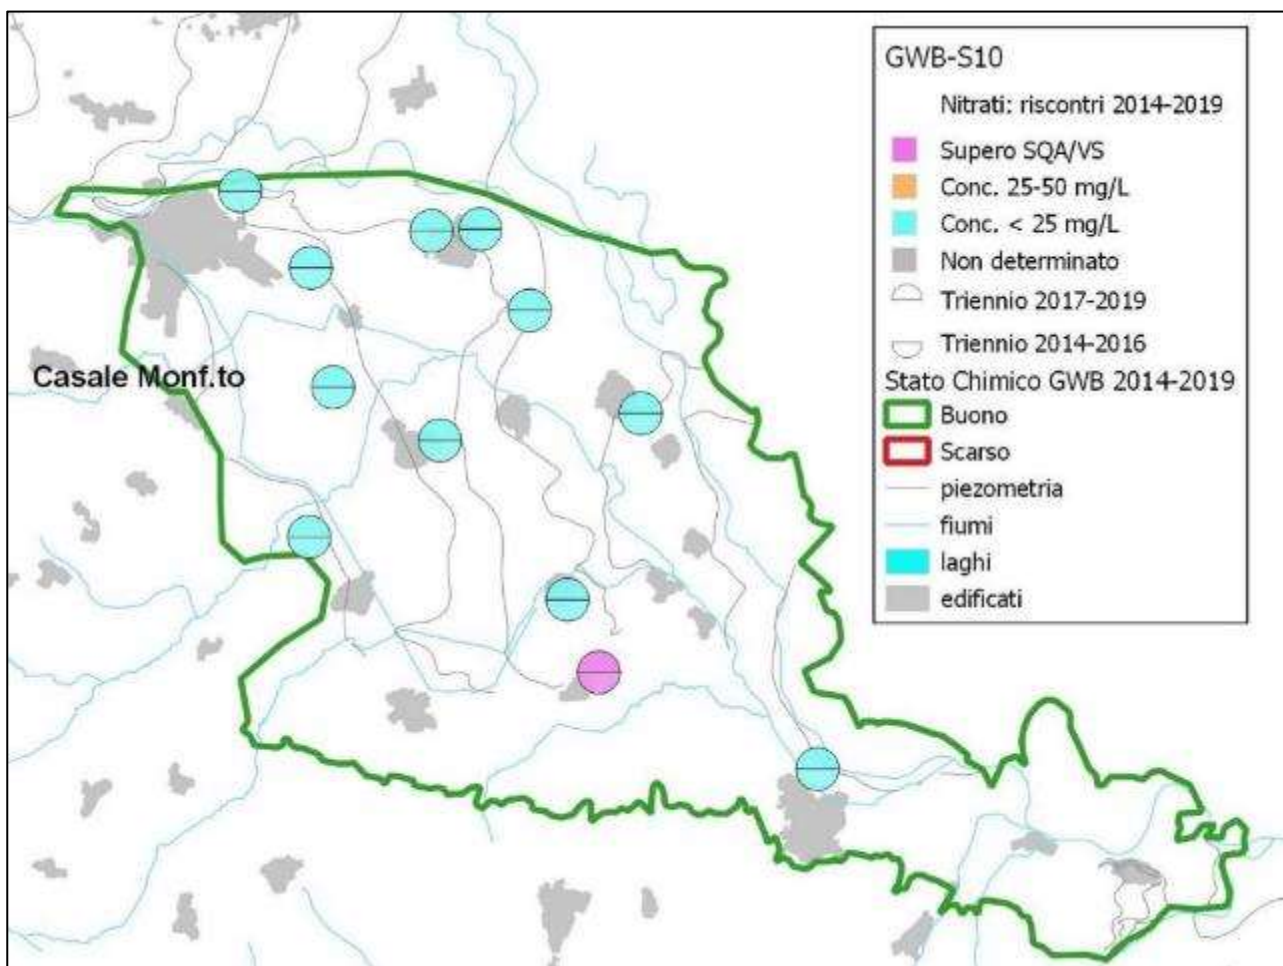 GWB-S10
Nitrati: riscontri 2014-2019
Supero SQA/VS
Conc. 25-50 mg/L
Conc. < 25 mg/L
Non determinato
Triennio 2017-2019
Triennio 2014-2016
Stato Chimico GWB 2014-2019
Buono
Scarso
piezometria
fiumi
laghi
edificati
Casale Monf.to